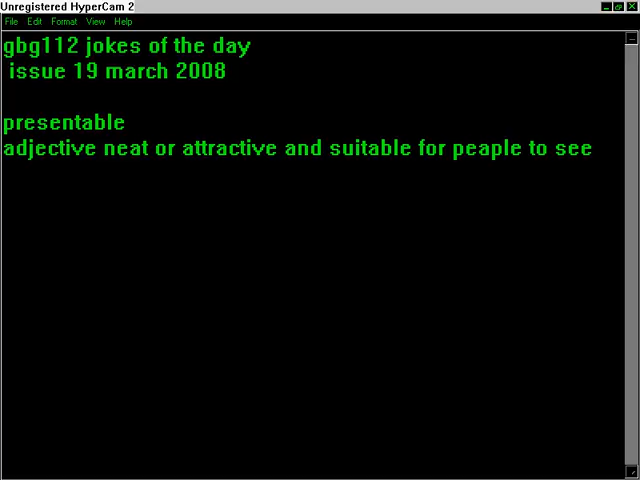 Unregistered HyperCam 2
File Edit Format View Help
gbg112 jokes of the day
issue 19 march 2008
presentable
adjective neat or attractive and suitable for peaple to see